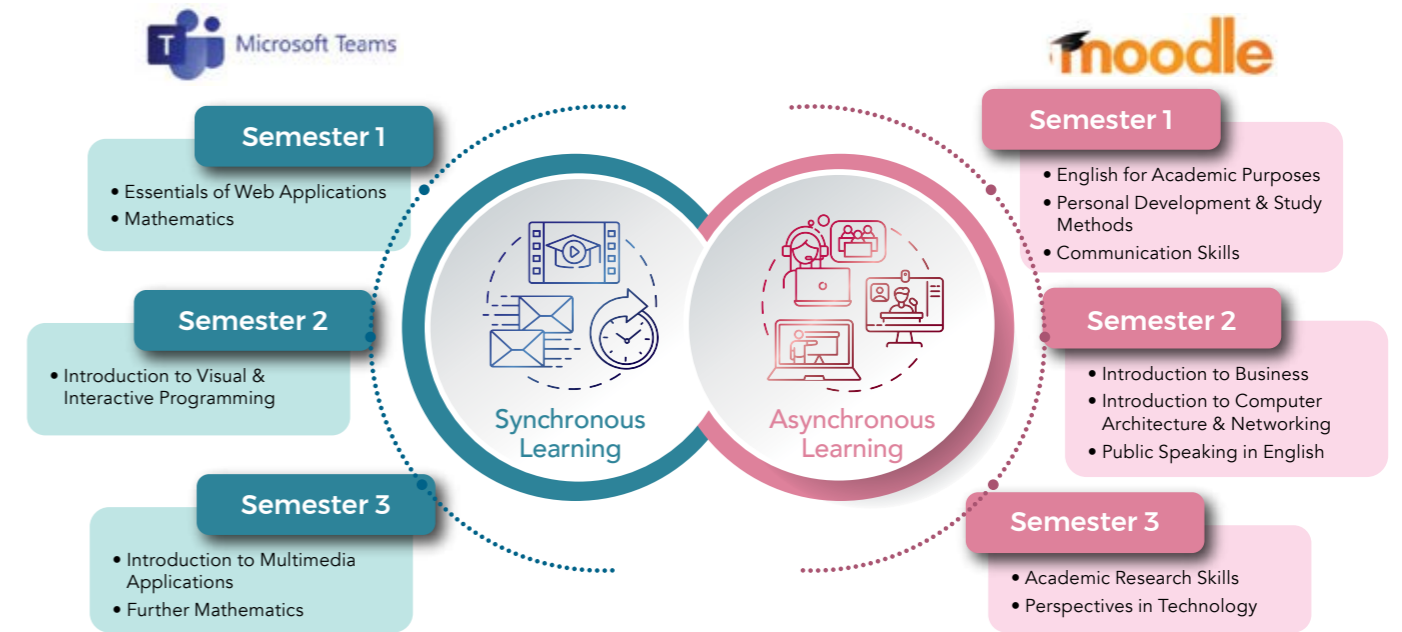 Microsoft Teams
Semester 1
• Essentials of Web Applications
• Mathematics
Semester 2
• Introduction to Visual &
Interactive Programming
Semester 3
• Introduction to Multimedia
Applications
• Further Mathematics
Synchronous
Learning
Asynchronous
Learning
moodle
Semester 1
• English for Academic Purposes
• Personal Development & Study
Methods
• Communication Skills
Semester 2
• Introduction to Business
• Introduction to Computer
Architecture & Networking
• Public Speaking in English
Semester 3
• Academic Research Skills
• Perspectives in Technology